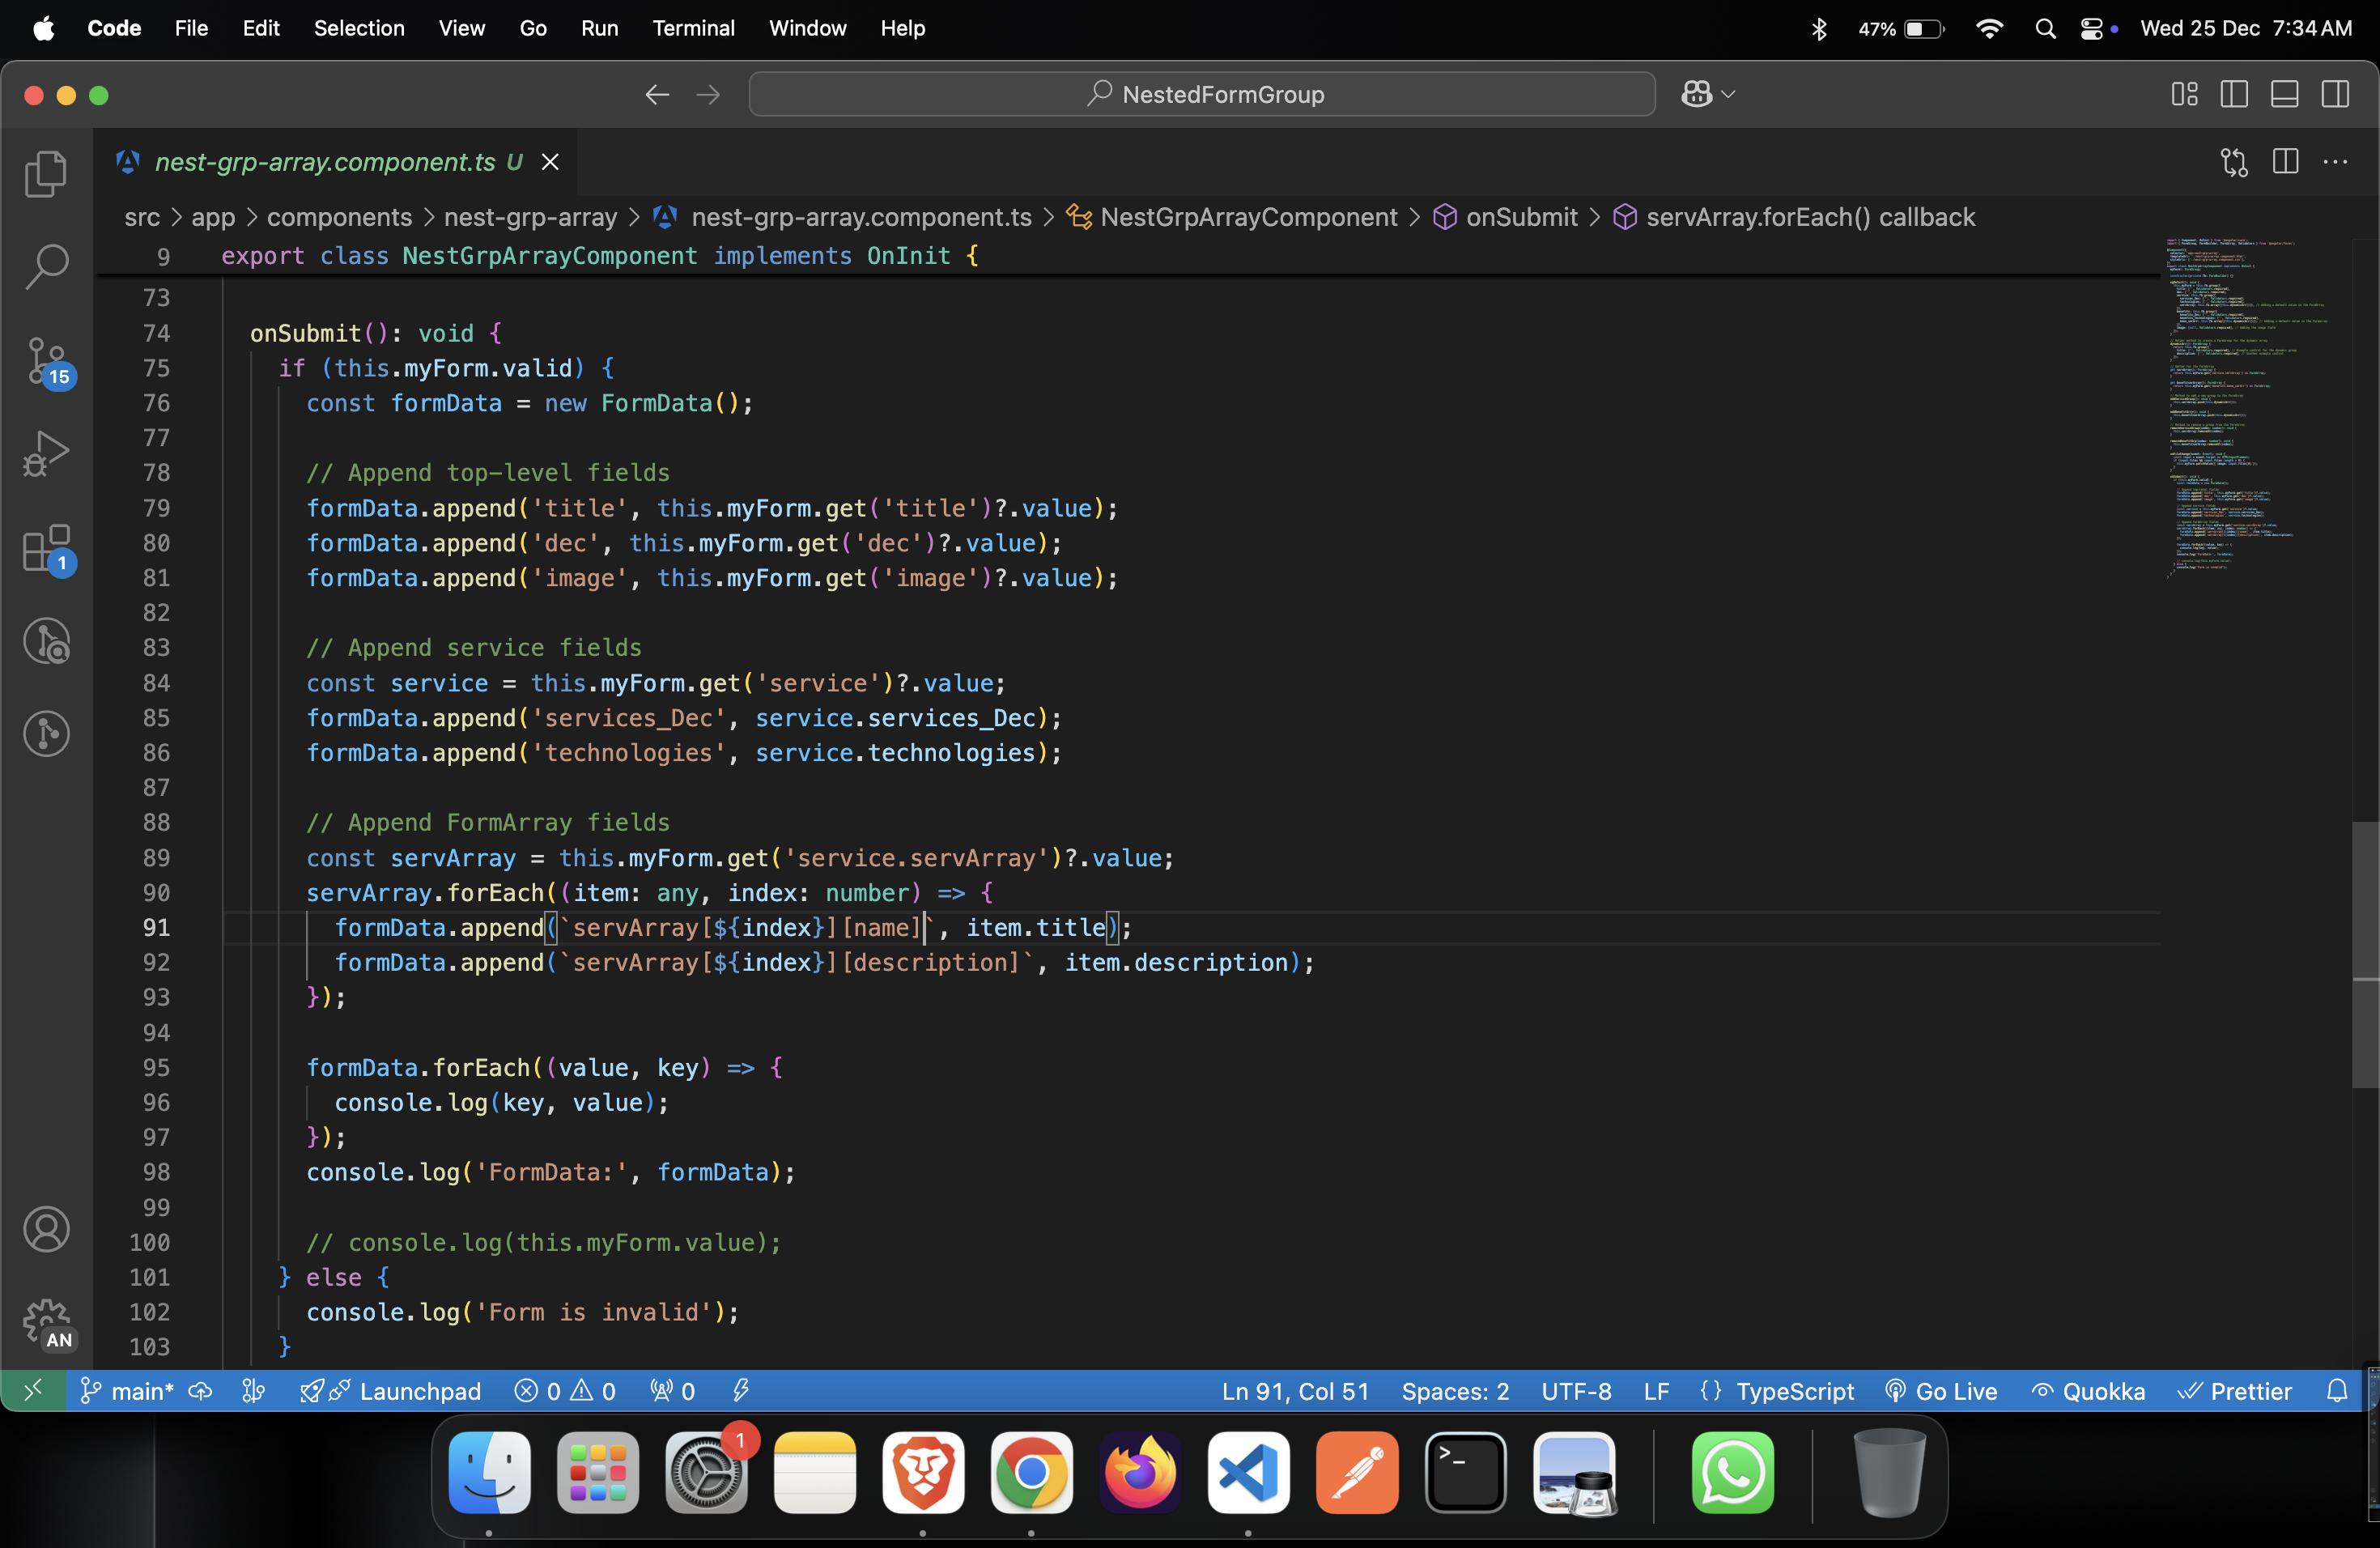 Code File Edit Selection View Go Run Terminal Window Help 47% Wed 25 Dec 7:34 AM
NestedFormGroup
nest-grp-array.component.ts U
src > app > components > nest-grp-array > nest-grp-array.component.ts > NestGrpArrayComponent > onSubmit > servArray.forEach() callback
9 export class NestGrpArrayComponent implements OnInit {
73
74 onSubmit(): void {
75 if (this.myForm.valid) {
76 const formData = new FormData();
77
78 // Append top-level fields
79 formData.append('title', this.myForm.get('title')?.value);
80 formData.append('dec', this.myForm.get('dec')?.value);
81 formData.append('image', this.myForm.get('image')?.value);
82
83 // Append service fields
84 const service = this.myForm.get('service')?.value;
85 formData.append('services_Dec', service.services_Dec);
86 formData.append('technologies', service.technologies);
87
88 // Append FormArray fields
89 const servArray = this.myForm.get('service.servArray')?.value;
90 servArray.forEach((item: any, index: number) => {
91 formData.append(`servArray[${index}][name]`, item.title);
92 formData.append(`servArray[${index}][description]`, item.description);
93 });
94
95 formData.forEach((value, key) => {
96 console.log(key, value);
97 });
98 console.log('FormData:', formData);
99
100 // console.log(this.myForm.value);
101 } else {
102 console.log('Form is invalid');
103 }
15
1
AN
main* Launchpad 0 0 0 Ln 91, Col 51 Spaces: 2 UTF-8 LF {} TypeScript Go Live Quokka Prettier
1
>_